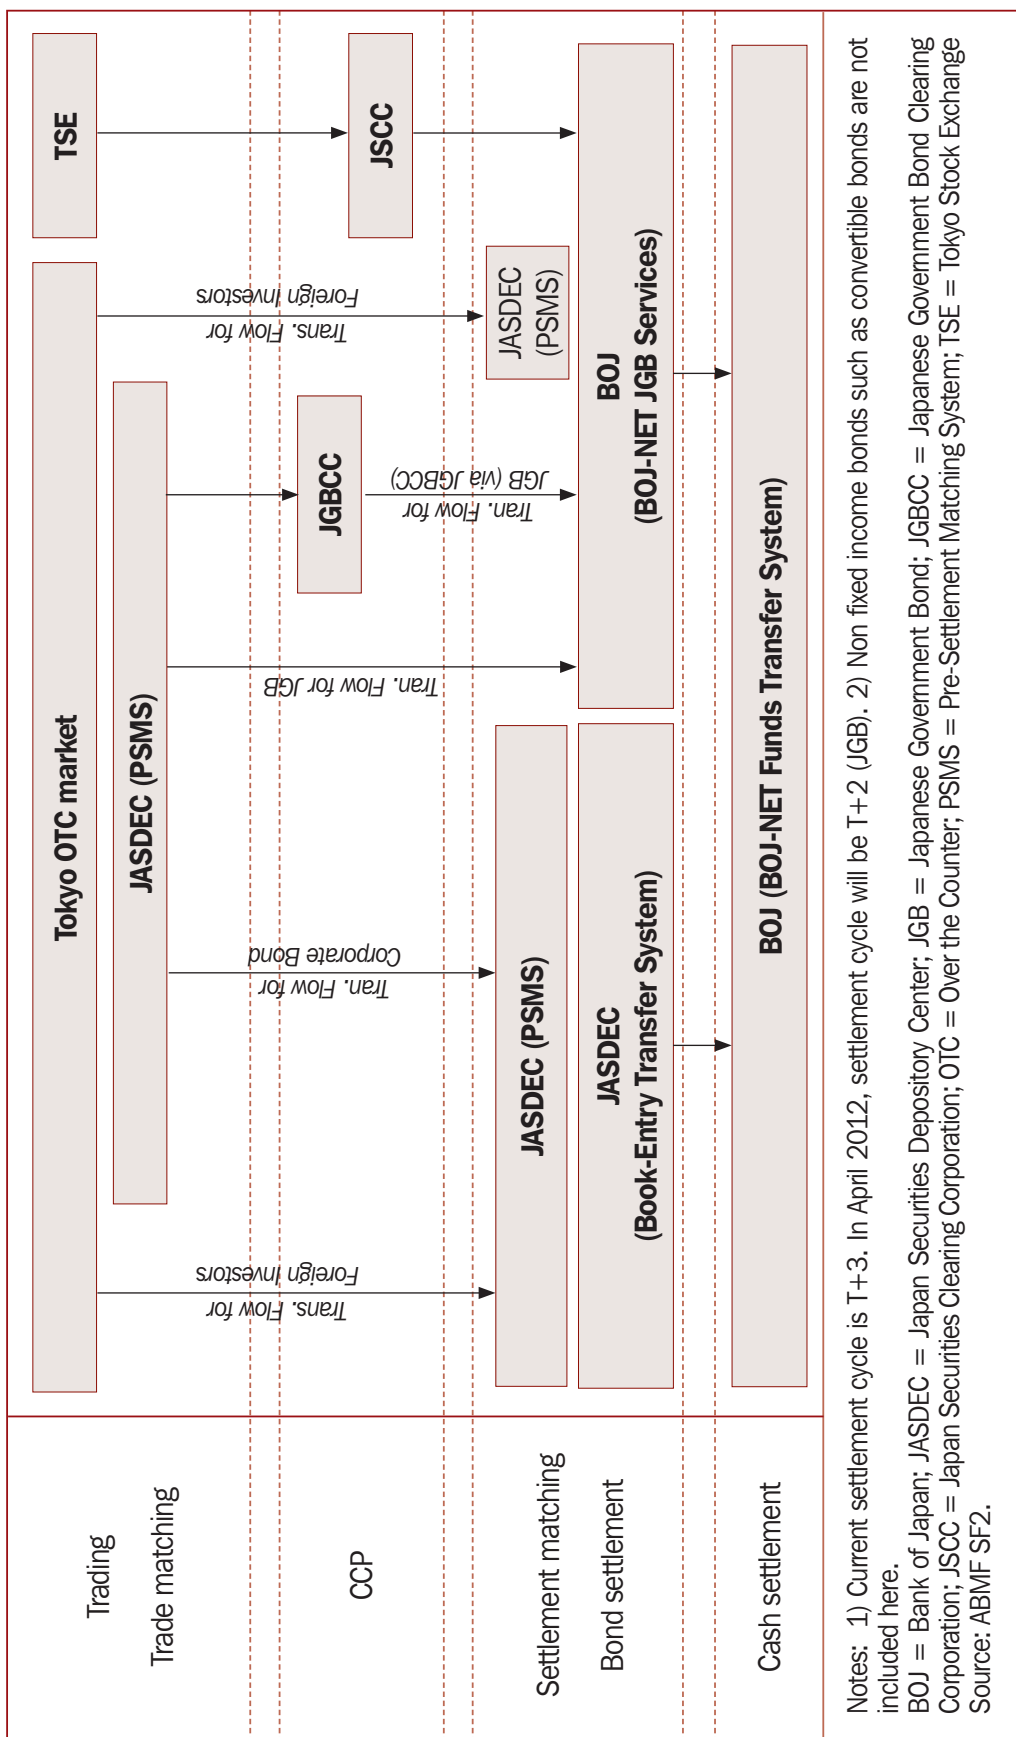 Trading
Trade matching
CCP
Settlement matching
Bond settlement
Cash settlement
Tokyo OTC market
TSE
JASDEC (PSMS)
Trans. Flow for
Foreign Investors
Tran. Flow for
Corporate Bond
Tran. Flow for JGB
JGBCC
Tran. Flow for
JGB (via JGBCC)
Trans. Flow for
Foreign Investors
JSCC
JASDEC (PSMS)
JASDEC
(PSMS)
JASDEC
(Book-Entry Transfer System)
BOJ
(BOJ-NET JGB Services)
BOJ (BOJ-NET Funds Transfer System)
Notes: 1) Current settlement cycle is T+3. In April 2012, settlement cycle will be T+2 (JGB). 2) Non fixed income bonds such as convertible bonds are not
included here.
BOJ = Bank of Japan; JASDEC = Japan Securities Depository Center; JGB = Japanese Government Bond; JGBCC = Japanese Government Bond Clearing
Corporation; JSCC = Japan Securities Clearing Corporation; OTC = Over the Counter; PSMS = Pre-Settlement Matching System; TSE = Tokyo Stock Exchange
Source: ABMF SF2.